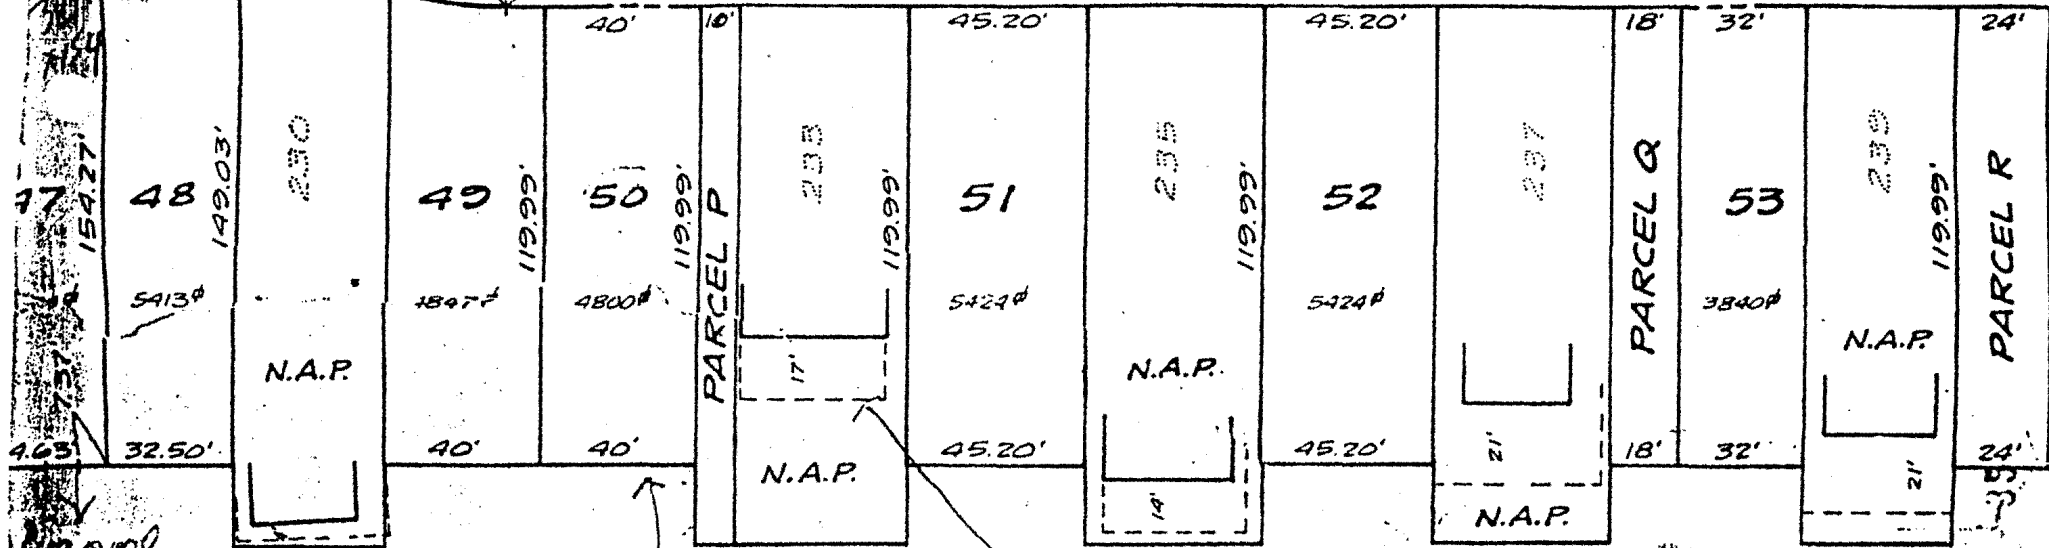 40' 10' 45.20' 45.20' 18' 32' 24'
154.27'
48
149.03'
230
49
119.99'
50
119.99'
PARCEL P
233
119.99'
51
235
119.99'
52
237
PARCEL Q
53
239
119.99'
PARCEL R
5413⌀ 4847⌀ 4800⌀ 5424⌀ 5424⌀ 3840⌀
N.A.P. 17' N.A.P. N.A.P.
4.63' 32.50' 40' 40' 45.20' 45.20' 21' 18' 32' 24'
N.A.P. 14' N.A.P. 21'